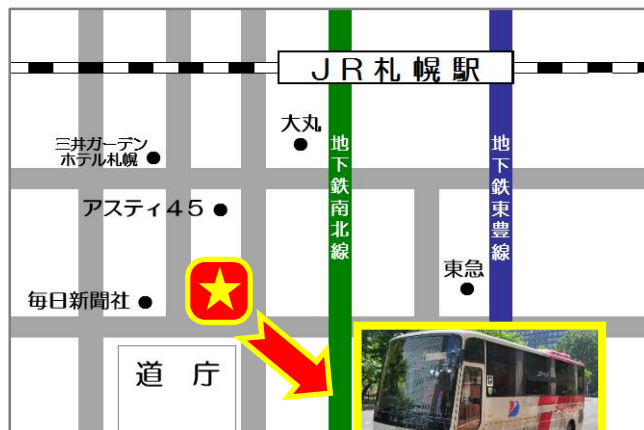 JR札幌駅
大丸
三井ガーデン
ホテル札幌
地下鉄南北線
地下鉄東豊線
アスティ45
東急
毎日新聞社
道庁